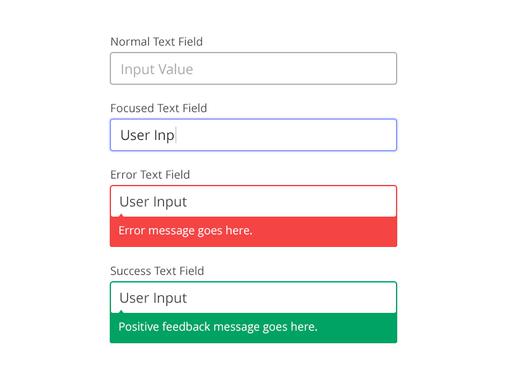 Normal Text Field
Input Value
Focused Text Field
User Inp
Error Text Field
User Input
Error message goes here.
Success Text Field
User Input
Positive feedback message goes here.